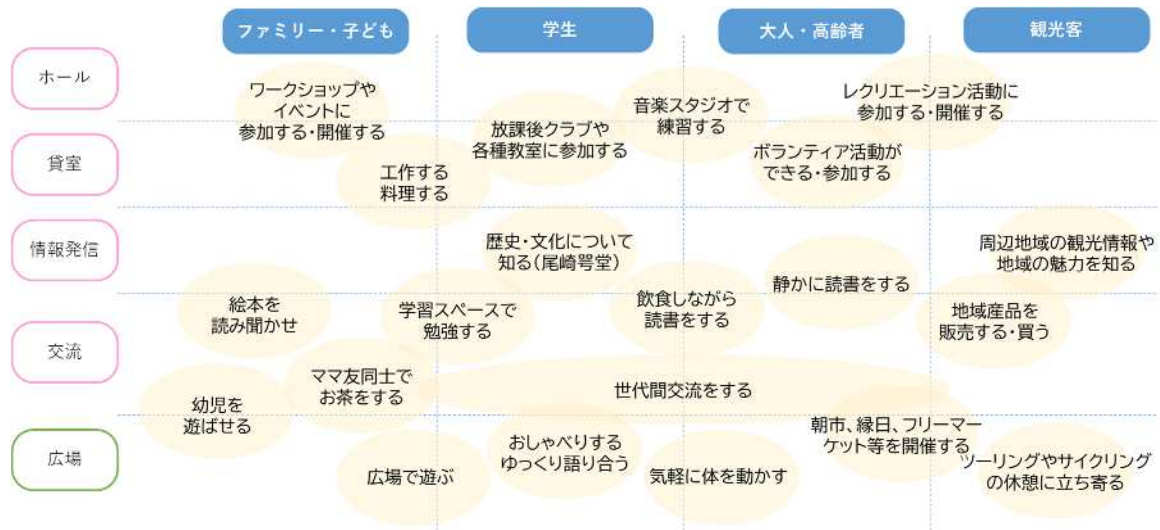 ファミリー・子ども
学生
大人・高齢者
観光客
ホール
ワークショップや
イベントに
参加する・開催する
音楽スタジオで
練習する
レクリエーション活動に
参加する・開催する
貸室
放課後クラブや
各種教室に参加する
工作する
料理する
ボランティア活動が
できる・参加する
情報発信
歴史・文化について
知る(尾崎咢堂)
静かに読書をする
周辺地域の観光情報や
地域の魅力を知る
交流
絵本を
読み聞かせ
学習スペースで
勉強する
飲食しながら
読書をする
地域産品を
販売する・買う
ママ友同士で
お茶をする
世代間交流をする
幼児を
遊ばせる
広場
広場で遊ぶ
おしゃべりする
ゆっくり語り合う
気軽に体を動かす
朝市、縁日、フリーマー
ケット等を開催する
ツーリングやサイクリング
の休憩に立ち寄る